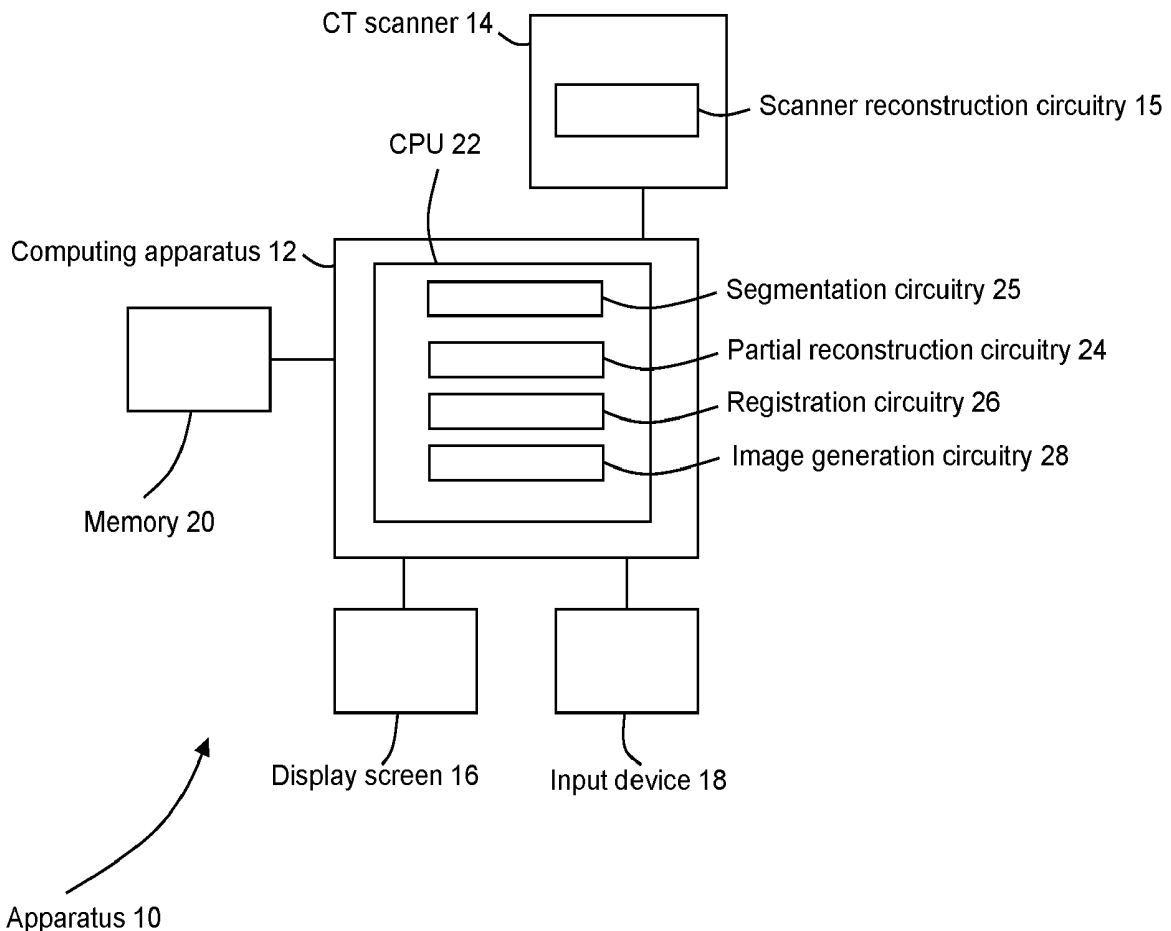 CT scanner 14
Scanner reconstruction circuitry 15
CPU 22
Computing apparatus 12
Segmentation circuitry 25
Partial reconstruction circuitry 24
Registration circuitry 26
Image generation circuitry 28
Memory 20
Display screen 16
Input device 18
Apparatus 10